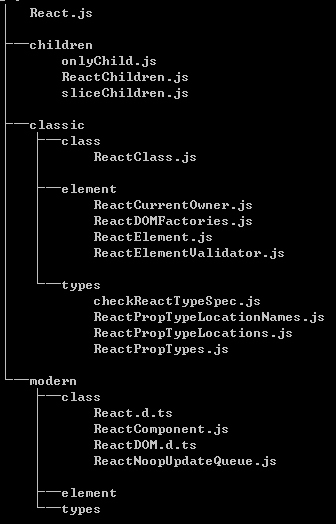 React.js
children
onlyChild.js
ReactChildren.js
sliceChildren.js
classic
class
ReactClass.js
element
ReactCurrentOwner.js
ReactDOMFactories.js
ReactElement.js
ReactElementValidator.js
types
checkReactTypeSpec.js
ReactPropTypeLocationNames.js
ReactPropTypeLocations.js
ReactPropTypes.js
modern
class
React.d.ts
ReactComponent.js
ReactDOM.d.ts
ReactNoopUpdateQueue.js
element
types